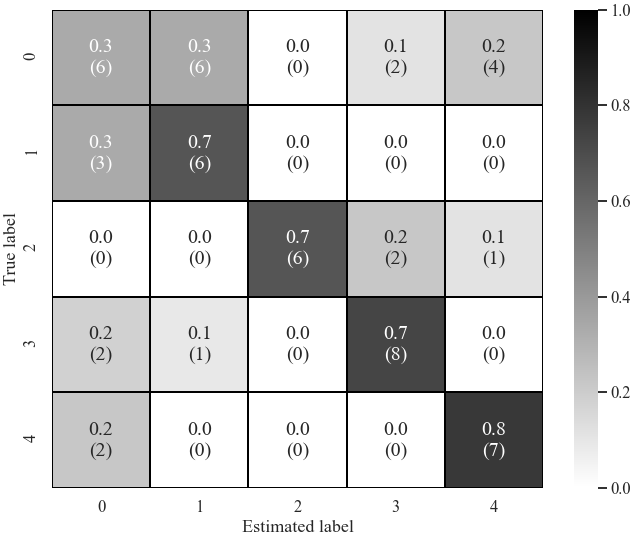 0.3 0.3 0.0 0.1 0.2
(6) (6) (0) (2) (4)
0
0.3 0.7 0.0 0.0 0.0
(3) (6) (0) (0) (0)
1
0.0 0.0 0.7 0.2 0.1
(0) (0) (6) (2) (1)
2
0.2 0.1 0.0 0.7 0.0
(2) (1) (0) (8) (0)
3
0.2 0.0 0.0 0.0 0.8
(2) (0) (0) (0) (7)
4
True label
0 1 2 3 4
Estimated label
1.0
0.8
0.6
0.4
0.2
0.0